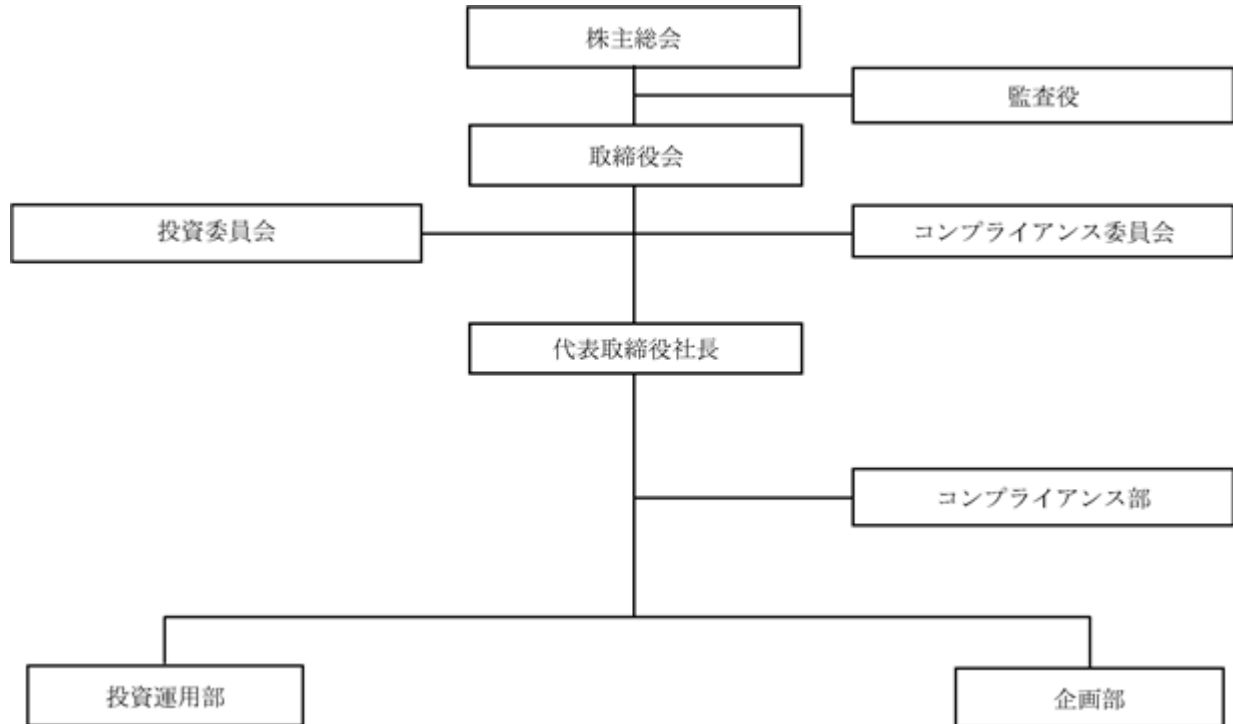 株主総会
監査役
取締役会
投資委員会
コンプライアンス委員会
代表取締役社長
コンプライアンス部
投資運用部
企画部